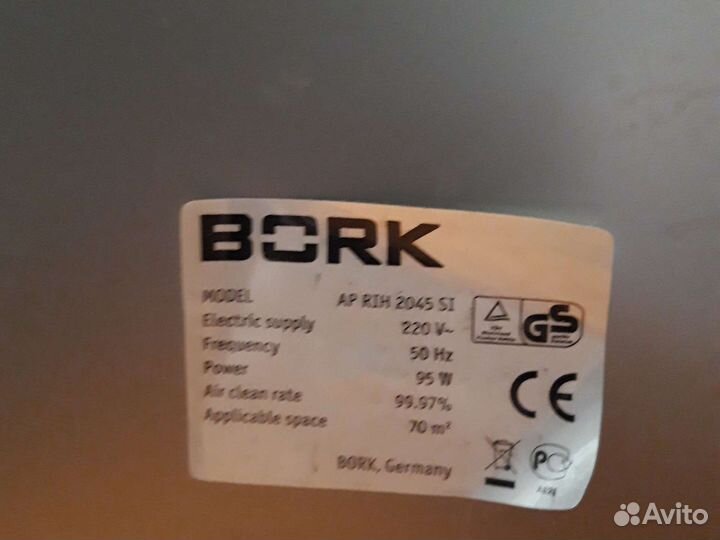 BORK
MODEL AP RIH 2045 SI
Electric supply 220 V~
Frequency 50 Hz
Power 95 W
Air clean rate 99.97%
Applicable space 70 m²
BORK, Germany
GS
CE
PC
Avito